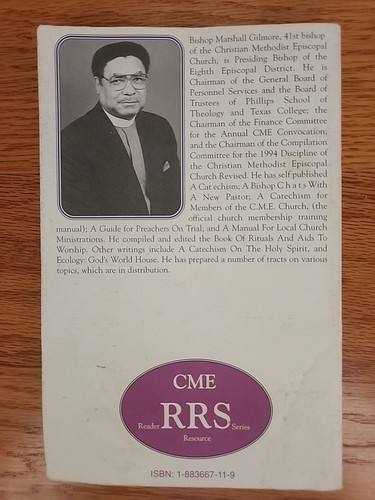 Bishop Marshall Gilmore, 41st bishop
of the Christian Methodist Episcopal
Church, is Presiding Bishop of the
Eighth Episcopal District. He is
Chairman of the General Board of
Personnel Services and the Board of
Trustees of Phillips School of
Theology and Texas College; the
Chairman of the Finance Committee
for the Annual CME Convocation;
and the Chairman of the Compilation
Committee for the 1994 Discipline of
the Christian Methodist Episcopal
Church Revised. He has self published
A Catechism; A Bishop Chats With
A New Pastor; A Catechism for
Members of the C.M.E. Church, (the
official church membership training
manual); A Guide for Preachers On Trial; and A Manual For Local Church
Ministrations. He compiled and edited the Book Of Rituals And Aids To
Worship. Other writings include A Catechism On The Holy Spirit, and
Ecology: God's World House. He has prepared a number of tracts on various
topics, which are in distribution.
CME
Reader RRS Series
Resource
ISBN: 1-883667-11-9